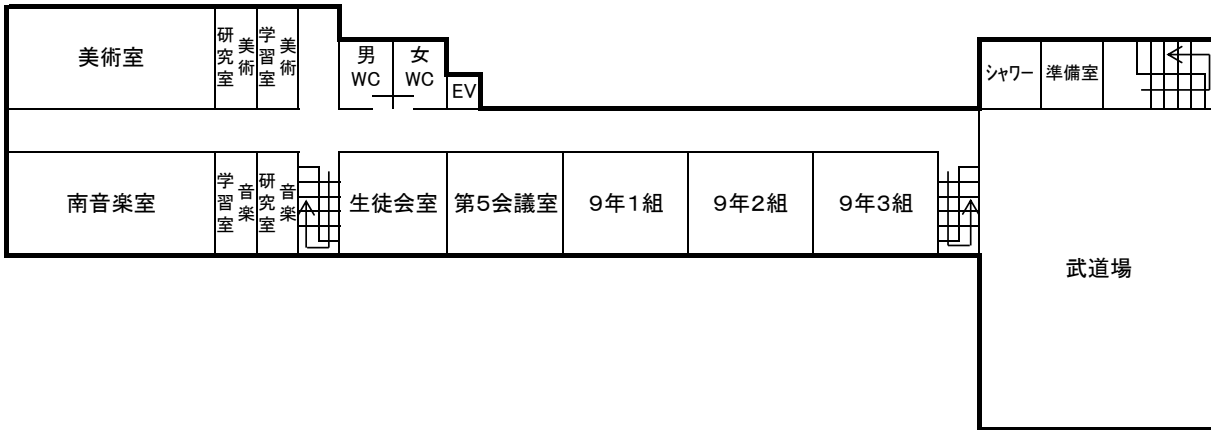 美術室
美術
研究室
美術
学習室
男
WC
女
WC
EV
シャワー
準備室
南音楽室
音楽
学習室
音楽
研究室
生徒会室
第5会議室
9年1組
9年2組
9年3組
武道場